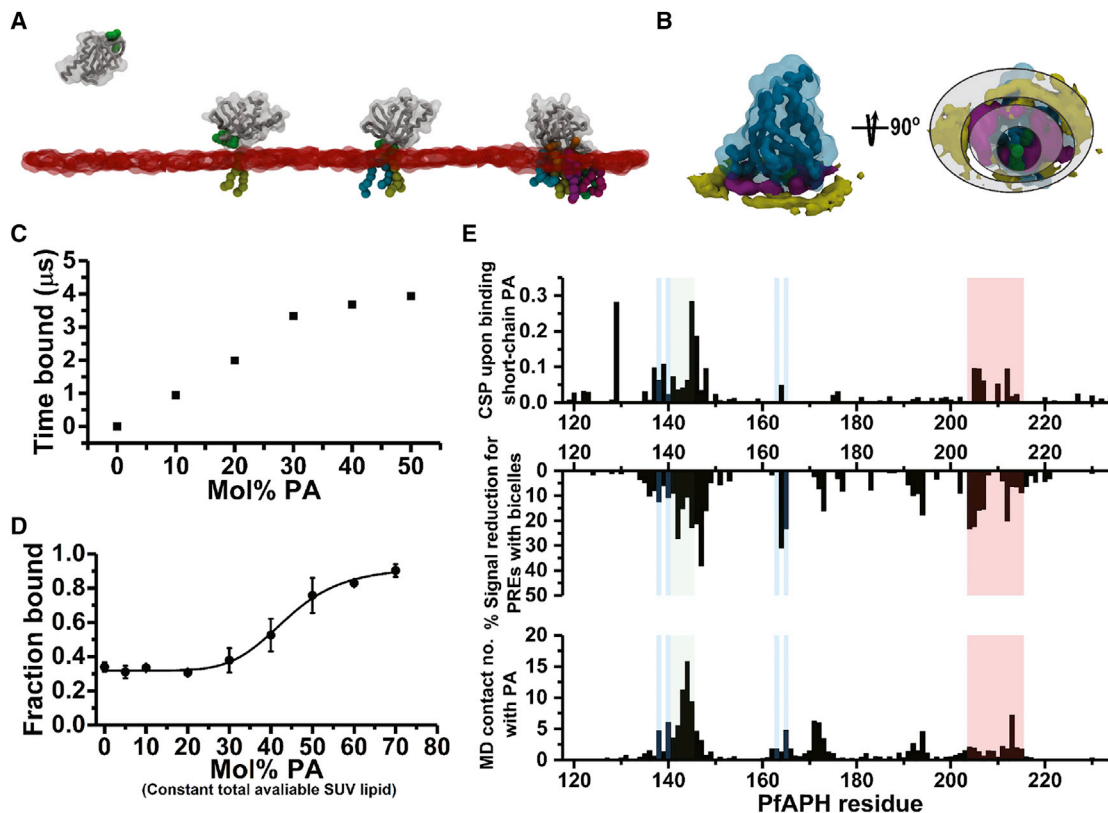 A
B
90º
C
Time bound (μs)
5
4
3
2
1
0
0 10 20 30 40 50
Mol% PA
D
Fraction bound
1.0
0.8
0.6
0.4
0.2
0.0
0 10 20 30 40 50 60 70 80
Mol% PA
(Constant total avaliable SUV lipid)
E
CSP upon binding
short-chain PA
0.3
0.2
0.1
0.0
120 140 160 180 200 220
120 140 160 180 200 220
% Signal reduction for
PREs with bicelles
0
10
20
30
40
50
MD contact no.
with PA
20
15
10
5
0
120 140 160 180 200 220
PfAPH residue